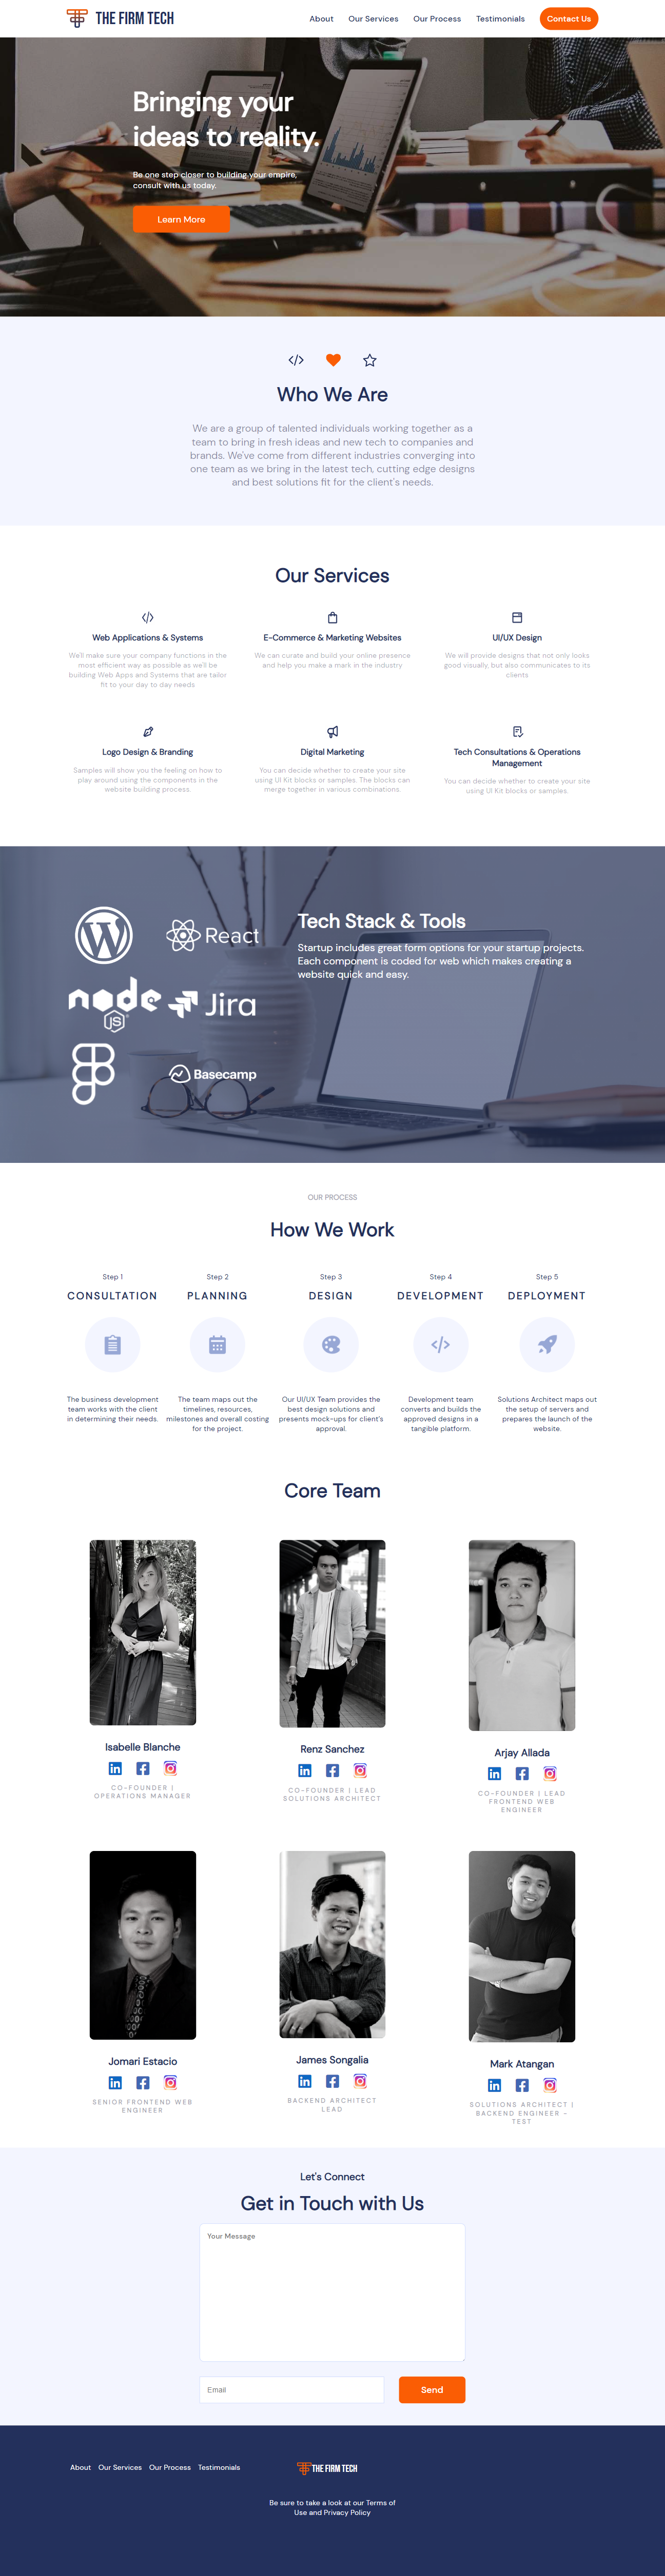 THE FIRM TECH
About Our Services Our Process Testimonials Contact Us
Bringing your
ideas to reality.
Be one step closer to building your empire,
consult with us today.
Learn More
Who We Are
We are a group of talented individuals working together as a
team to bring in fresh ideas and new tech to companies and
brands. We've come from different industries converging into
one team as we bring in the latest tech, cutting edge designs
and best solutions fit for the client's needs.
Our Services
Web Applications & Systems
We'll make sure your company functions in the
most efficient way as possible as we'll be
building Web Apps and Systems that are tailor
fit to your day to day needs
E-Commerce & Marketing Websites
We can curate and build your online presence
and help you make a mark in the industry
UI/UX Design
We will provide designs that not only looks
good visually, but also communicates to its
clients
Logo Design & Branding
Samples will show you the feeling on how to
play around using the components in the
website building process.
Digital Marketing
You can decide whether to create your site
using UI Kit blocks or samples. The blocks can
merge together in various combinations.
Tech Consultations & Operations
Management
You can decide whether to create your site
using UI Kit blocks or samples.
React
node
JS
Jira
Basecamp
Tech Stack & Tools
Startup includes great form options for your startup projects.
Each component is coded for web which makes creating a
website quick and easy.
OUR PROCESS
How We Work
Step 1
CONSULTATION
The business development
team works with the client
in determining their needs.
Step 2
PLANNING
The team maps out the
timelines, resources,
milestones and overall costing
for the project.
Step 3
DESIGN
Our UI/UX Team provides the
best design solutions and
presents mock-ups for client's
approval.
Step 4
DEVELOPMENT
Development team
converts and builds the
approved designs in a
tangible platform.
Step 5
DEPLOYMENT
Solutions Architect maps out
the setup of servers and
prepares the launch of the
website.
Core Team
Isabelle Blanche
CO-FOUNDER |
OPERATIONS MANAGER
Renz Sanchez
CO-FOUNDER | LEAD
SOLUTIONS ARCHITECT
Arjay Allada
CO-FOUNDER | LEAD
FRONTEND WEB
ENGINEER
Jomari Estacio
SENIOR FRONTEND WEB
ENGINEER
James Songalia
BACKEND ARCHITECT
LEAD
Mark Atangan
SOLUTIONS ARCHITECT |
BACKEND ENGINEER -
TEST
Let's Connect
Get in Touch with Us
Your Message
Email
Send
About Our Services Our Process Testimonials
THE FIRM TECH
Be sure to take a look at our Terms of
Use and Privacy Policy